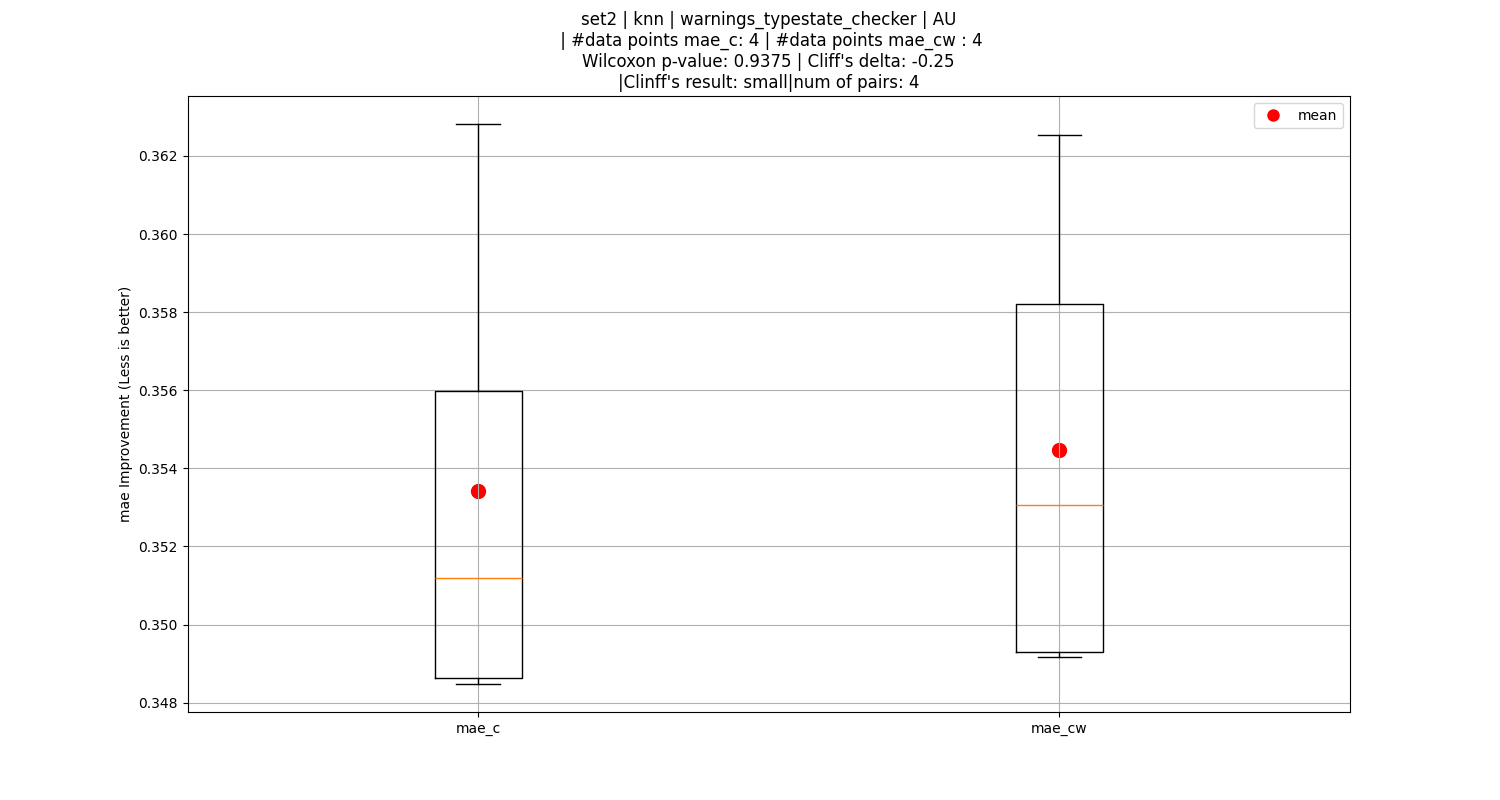 set2 | knn | warnings_typestate_checker | AU
| #data points mae_c: 4 | #data points mae_cw : 4
Wilcoxon p-value: 0.9375 | Cliff's delta: -0.25
|Clinff's result: small|num of pairs: 4
mean
mae Improvement (Less is better)
0.362
0.360
0.358
0.356
0.354
0.352
0.350
0.348
mae_c
mae_cw